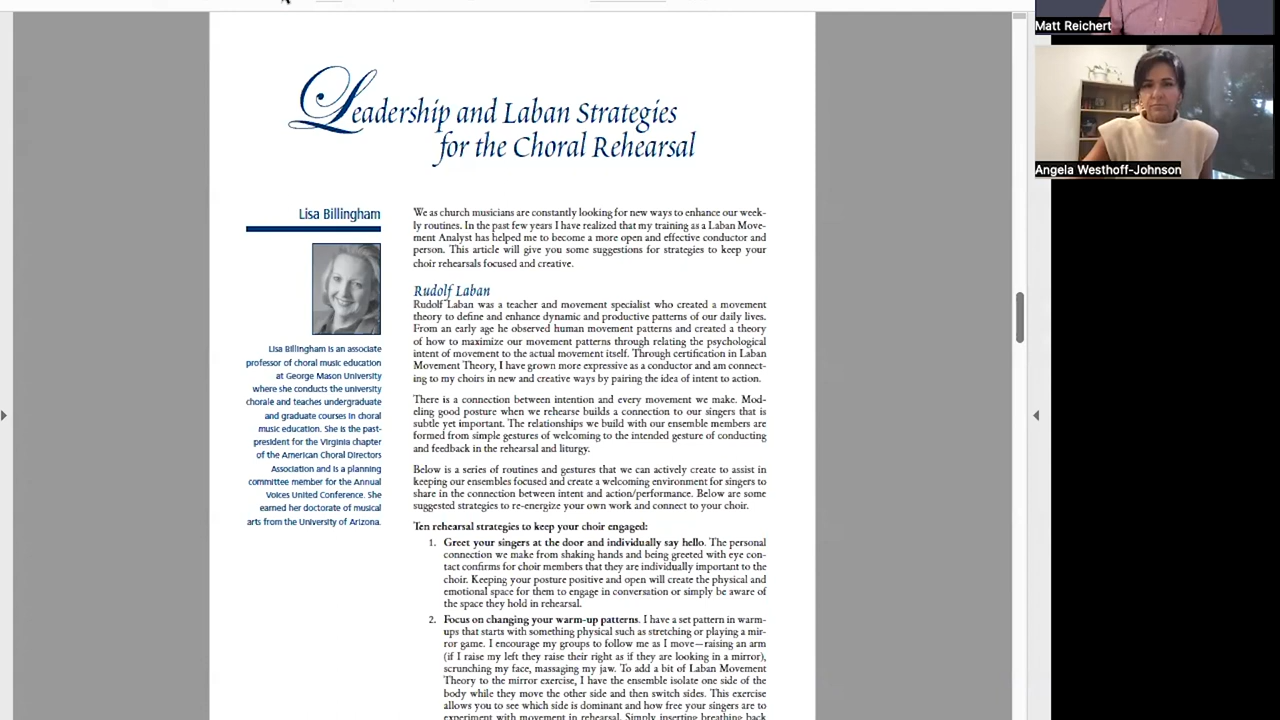 Leadership and Laban Strategies
for the Choral Rehearsal
Lisa Billingham
Lisa Billingham is an associate
professor of choral music education
at George Mason University
where she conducts the university
chorale and teaches undergraduate
and graduate courses in choral
music education. She is the past-
president for the Virginia chapter
of the American Choral Directors
Association and is a planning
committee member for the Annual
Voices United Conference. She
earned her doctorate of musical
arts from the University of Arizona.
We as church musicians are constantly looking for new ways to enhance our week-
ly routines. In the past few years I have realized that my training as a Laban Move-
ment Analyst has helped me to become a more open and effective conductor and
person. This article will give you some suggestions for strategies to keep your
choir rehearsals focused and creative.
Rudolf Laban
Rudolf Laban was a teacher and movement specialist who created a movement
theory to define and enhance dynamic and productive patterns of our daily lives.
From an early age he observed human movement patterns and created a theory
of how to maximize our movement patterns through relating the psychological
intent of movement to the actual movement itself. Through certification in Laban
Movement Theory, I have grown more expressive as a conductor and am connect-
ing to my choirs in new and creative ways by pairing the idea of intent to action.
There is a connection between intention and every movement we make. Mod-
eling good posture when we rehearse builds a connection to our singers that is
subtle yet important. The relationships we build with our ensemble members are
formed from simple gestures of welcoming to the intended gesture of conducting
and feedback in the rehearsal and liturgy.
Below is a series of routines and gestures that we can actively create to assist in
keeping our ensembles focused and create a welcoming environment for singers to
share in the connection between intent and action/performance. Below are some
suggested strategies to re-energize your own work and connect to your choir.
Ten rehearsal strategies to keep your choir engaged:
1. Greet your singers at the door and individually say hello. The personal
connection we make from shaking hands and being greeted with eye con-
tact confirms for choir members that they are individually important to the
choir. Keeping your posture positive and open will create the physical and
emotional space for them to engage in conversation or simply be aware of
the space they hold in rehearsal.
2. Focus on changing your warm-up patterns. I have a set pattern in warm-
ups that starts with something physical such as stretching or playing a mir-
ror game. I encourage my groups to follow me as I move—raising an arm
(if I raise my left they raise their right as if they are looking in a mirror),
scrunching my face, massaging my jaw. To add a bit of Laban Movement
Theory to the mirror exercise, I have the ensemble isolate one side of the
body while they move the other side and then switch sides. This exercise
allows you to see which side is dominant and how free your singers are to
experiment with movement in rehearsal. Simply inserting breathing back
Matt Reichert
Angela Westhoff-Johnson